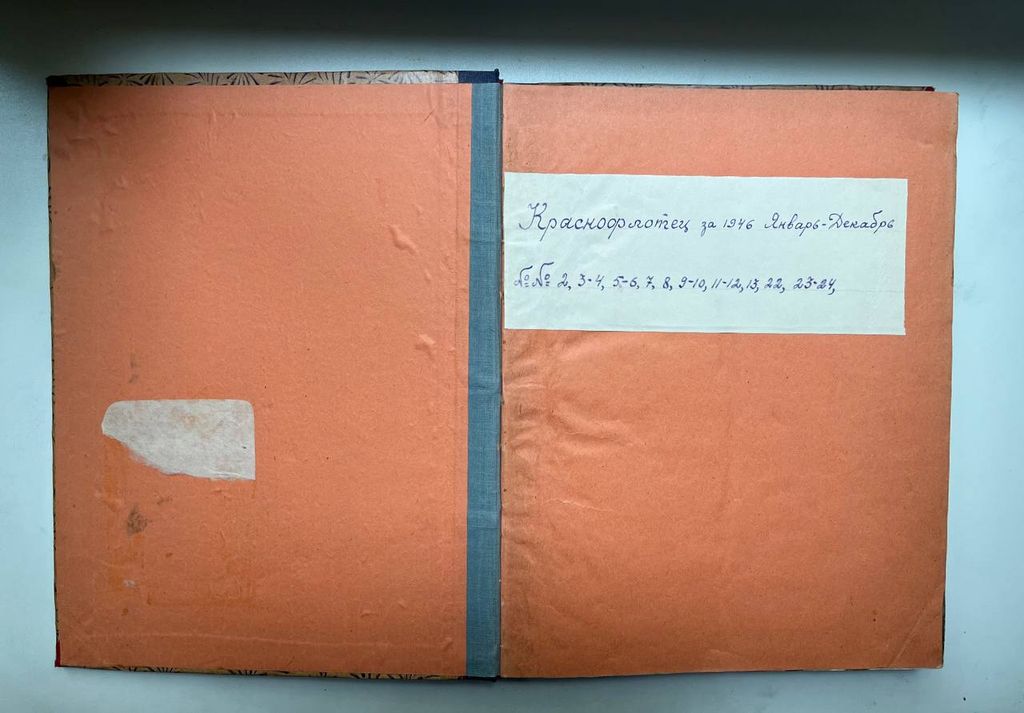 Краснофлотец за 1946 Январь-Декабрь
№№ 2, 3-4, 5-6, 7, 8, 9-10, 11-12, 13, 22, 23-24,